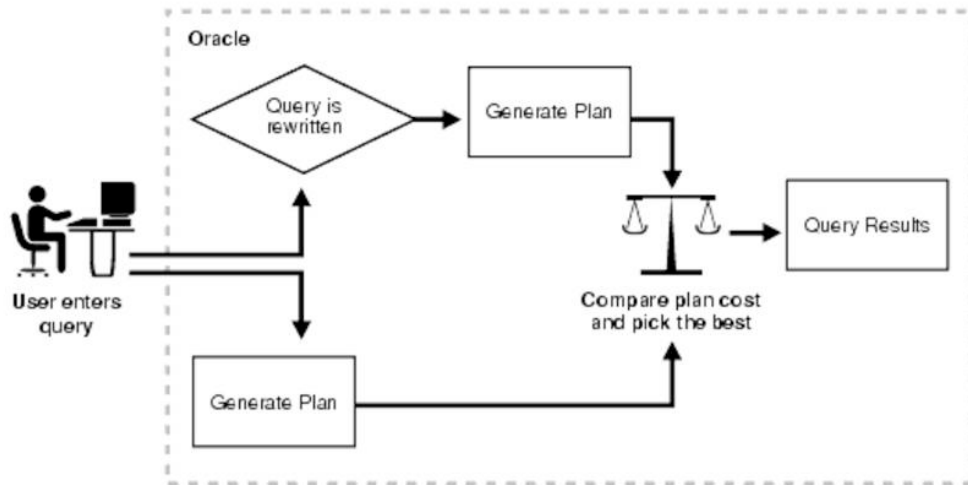 Oracle
Query is
rewritten
Generate Plan
User enters
query
Query Results
Compare plan cost
and pick the best
Generate Plan